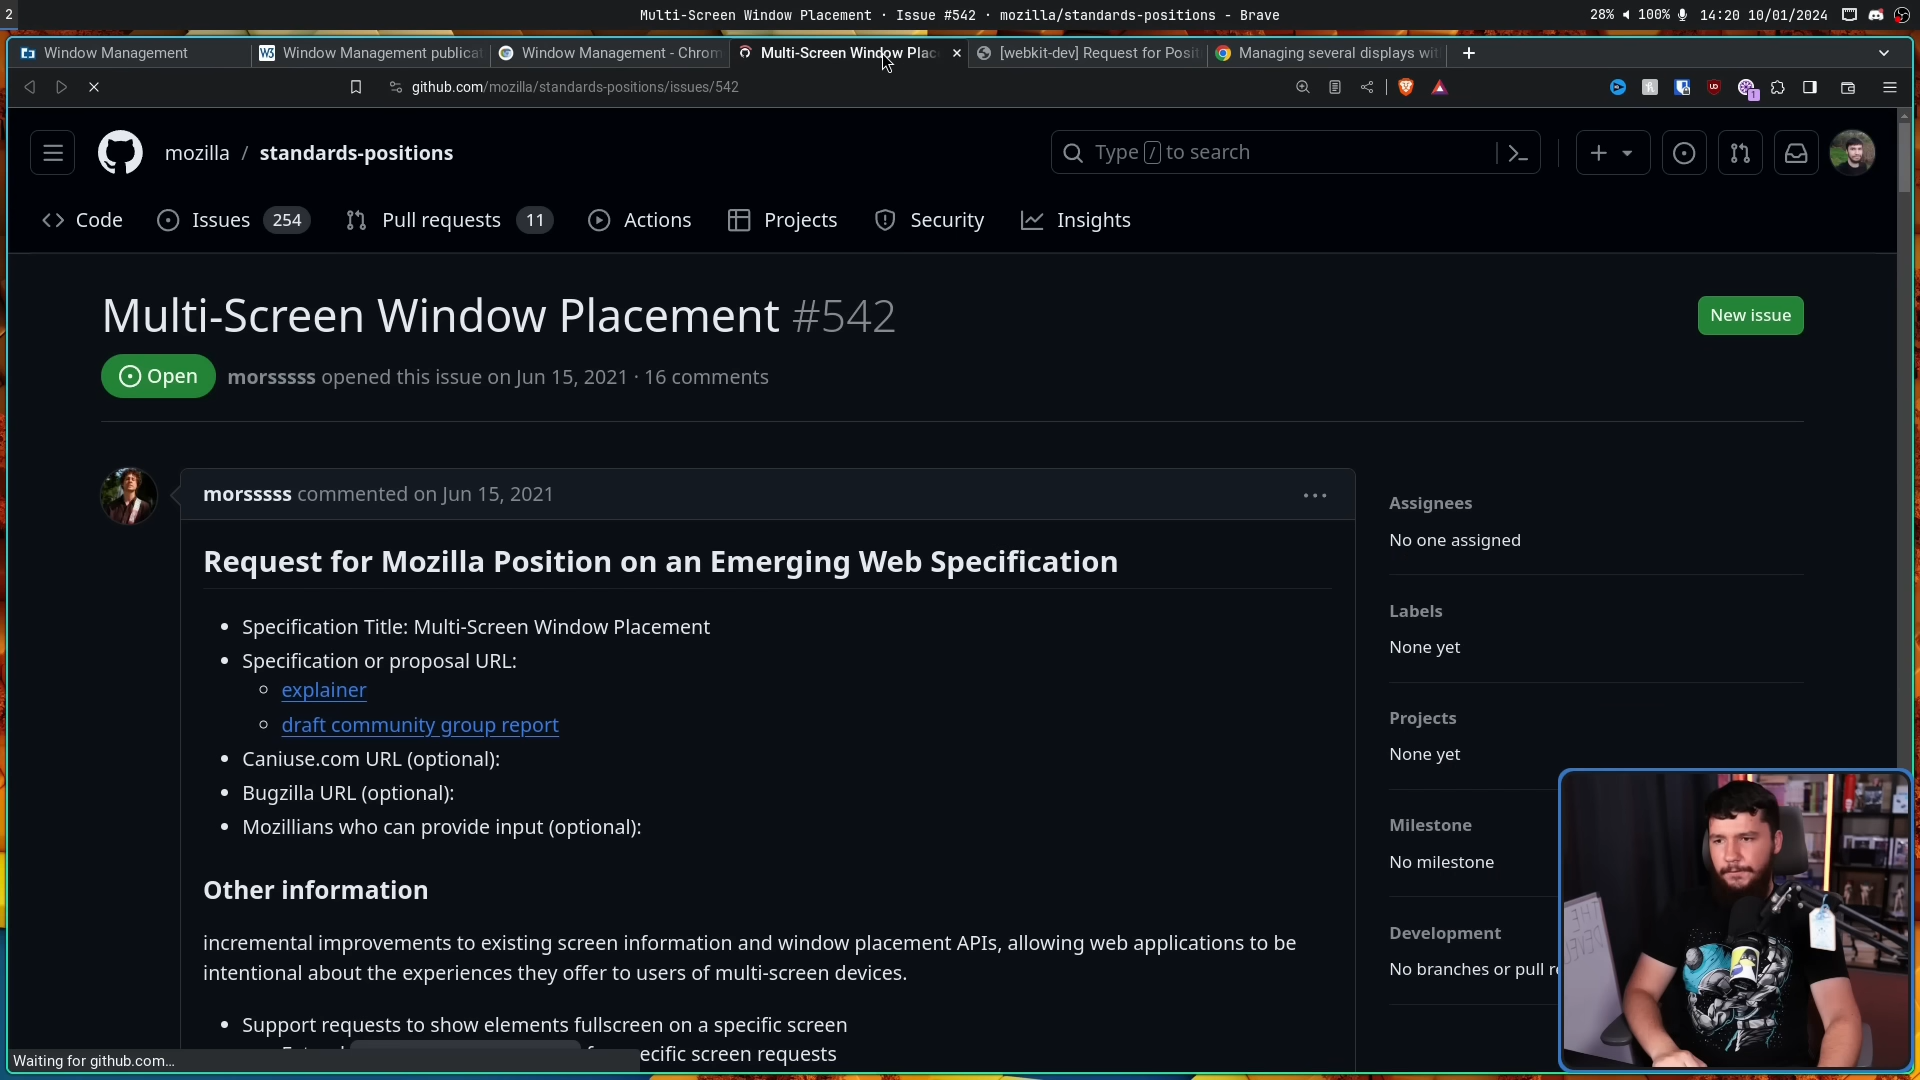 2
Multi-Screen Window Placement · Issue #542 · mozilla/standards-positions - Brave
28% 100% 14:20 10/01/2024
Window Management
Window Management publicat
Window Management - Chrom
Multi-Screen Window Plac
[webkit-dev] Request for Posit
Managing several displays wit
github.com/mozilla/standards-positions/issues/542
1
mozilla / standards-positions
Type / to search
Code
Issues 254
Pull requests 11
Actions
Projects
Security
Insights
Multi-Screen Window Placement #542
New issue
Open
morsssss opened this issue on Jun 15, 2021 · 16 comments
morsssss commented on Jun 15, 2021
Request for Mozilla Position on an Emerging Web Specification
• Specification Title: Multi-Screen Window Placement
• Specification or proposal URL:
explainer
draft community group report
• Caniuse.com URL (optional):
• Bugzilla URL (optional):
• Mozillians who can provide input (optional):
Other information
incremental improvements to existing screen information and window placement APIs, allowing web applications to be
intentional about the experiences they offer to users of multi-screen devices.
• Support requests to show elements fullscreen on a specific screen
specific screen requests
Assignees
No one assigned
Labels
None yet
Projects
None yet
Milestone
No milestone
Development
No branches or pull re
Waiting for github.com...